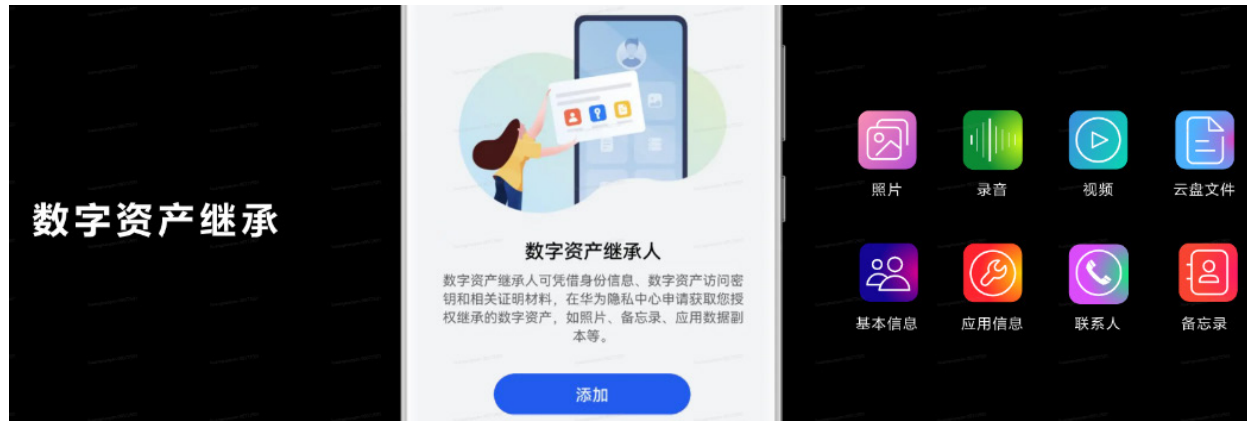 数字资产继承
数字资产继承人
数字资产继承人可凭借身份信息、数字资产访问密
钥和相关证明材料，在华为隐私中心申请获取您授
权继承的数字资产，如照片、备忘录、应用数据副
本等。
添加
照片 录音 视频 云盘文件
基本信息 应用信息 联系人 备忘录